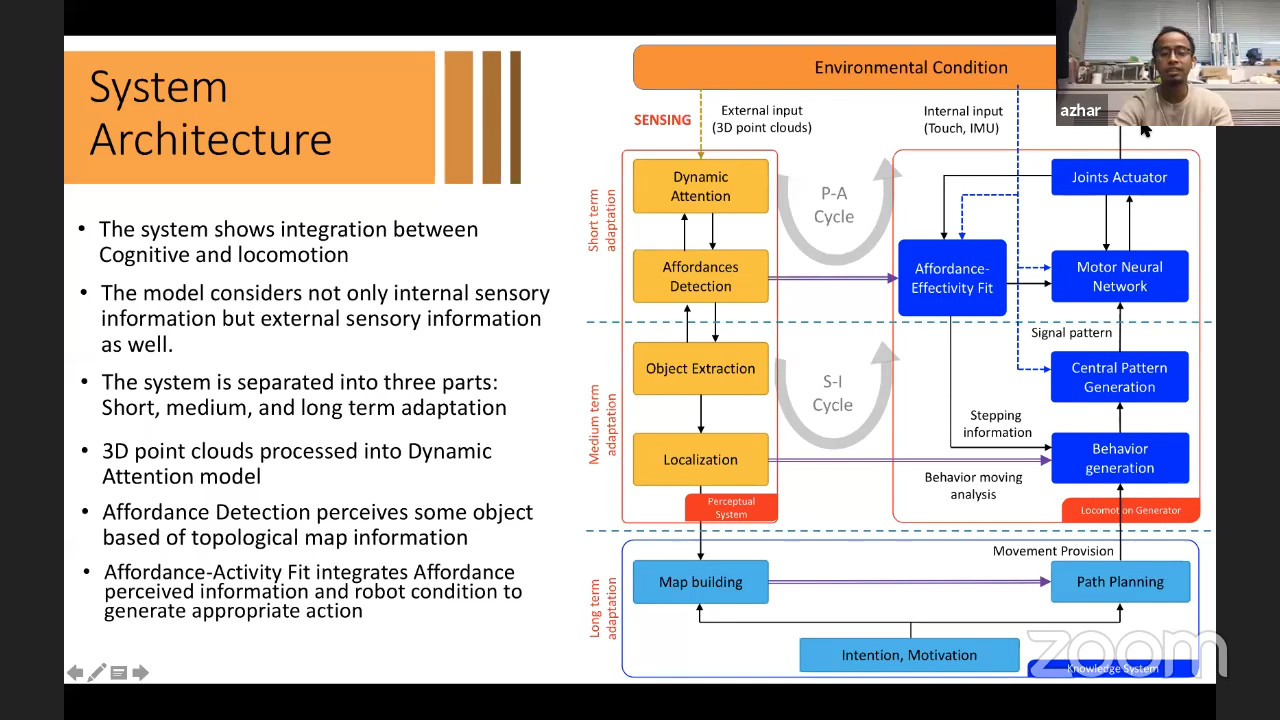 System
Architecture
• The system shows integration between
Cognitive and locomotion
• The model considers not only internal sensory
information but external sensory information
as well.
• The system is separated into three parts:
Short, medium, and long term adaptation
• 3D point clouds processed into Dynamic
Attention model
• Affordance Detection perceives some object
based of topological map information
• Affordance-Activity Fit integrates Affordance
perceived information and robot condition to
generate appropriate action
Environmental Condition
azhar
SENSING
External input
(3D point clouds)
Internal input
(Touch, IMU)
Short term
adaptation
Dynamic
Attention
P-A
Cycle
Joints Actuator
Affordances
Detection
Affordance-
Effectivity Fit
Motor Neural
Network
Signal pattern
Medium term
adaptation
Object Extraction
S-I
Cycle
Central Pattern
Generation
Stepping
information
Localization
Behavior
generation
Behavior moving
analysis
Perceptual
System
Locomotion Generator
Movement Provision
Long term
adaptation
Map building
Path Planning
Intention, Motivation
Knowledge System
zoom